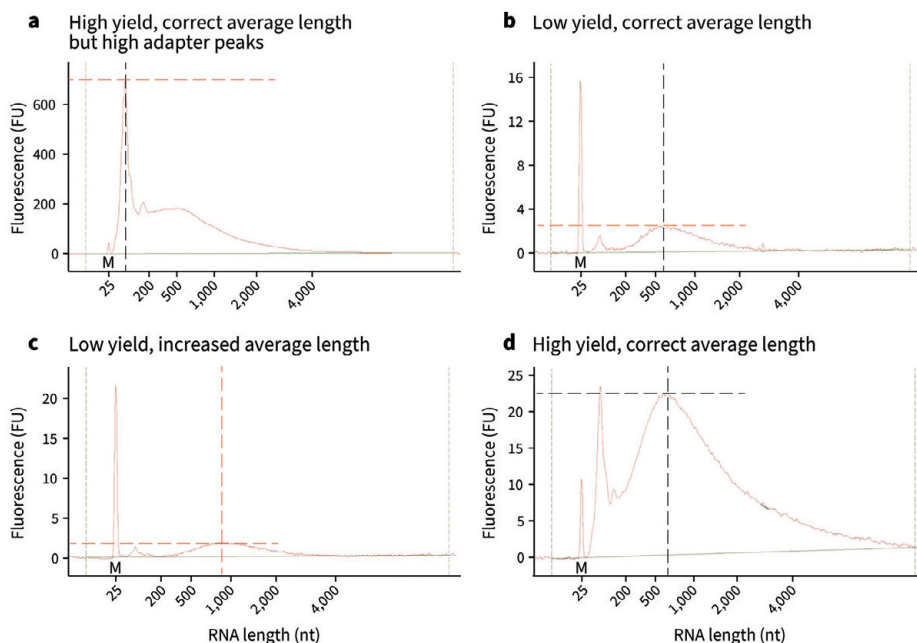 a High yield, correct average length
but high adapter peaks
Fluorescence (FU)
600
400
200
0
M
25 200 500 1,000 2,000 4,000
b Low yield, correct average length
Fluorescence (FU)
16
12
8
4
0
M
25 200 500 1,000 2,000 4,000
c Low yield, increased average length
Fluorescence (FU)
20
15
10
5
0
M
25 200 500 1,000 2,000 4,000
RNA length (nt)
d High yield, correct average length
Fluorescence (FU)
25
20
15
10
5
0
M
25 200 500 1,000 2,000 4,000
RNA length (nt)